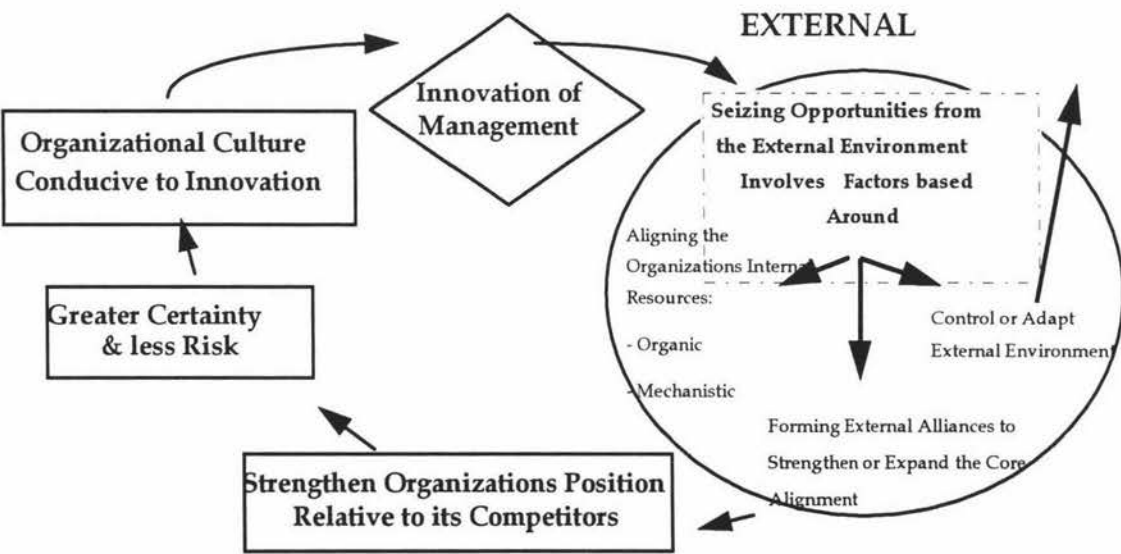 EXTERNAL
Innovation of
Management
Seizing Opportunities from
the External Environment
Involves Factors based
Around
Organizational Culture
Conducive to Innovation
Aligning the
Organizations Interna
Resources:
- Organic
- Mechanistic
Greater Certainty
& less Risk
Control or Adapt
External Environment
Forming External Alliances to
Strengthen or Expand the Core
Alignment
Strengthen Organizations Position
Relative to its Competitors